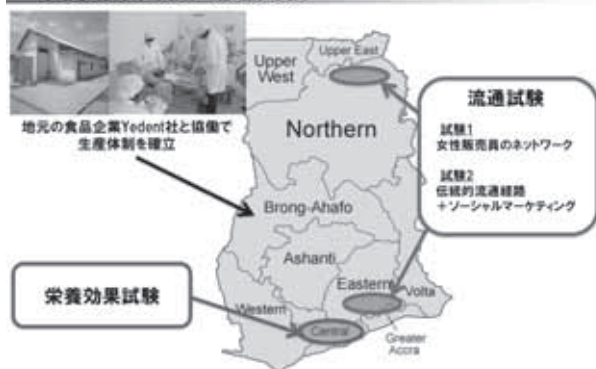 地元の食品企業Yedent社と協働で
生産体制を確立
Upper East
Upper
West
Northern
Brong-Ahafo
Ashanti
Eastern
Volta
Western
Central
Greater
Accra
流通試験
試験1
女性販売員のネットワーク
試験2
伝統的流通経路
+ソーシャルマーケティング
栄養効果試験